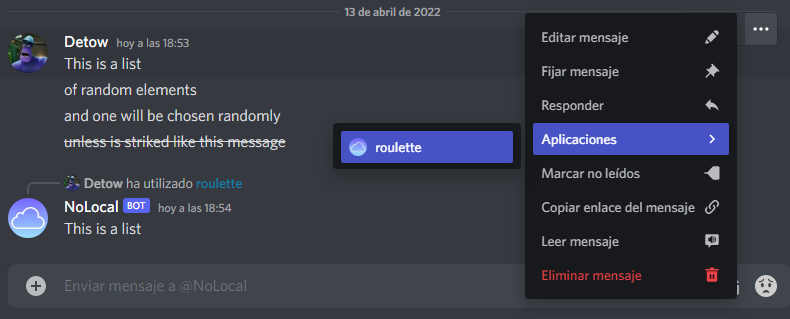 13 de abril de 2022
Detow hoy a las 18:53
This is a list
of random elements
and one will be chosen randomly
unless is striked like this message
Detow ha utilizado roulette
NoLocal BOT hoy a las 18:54
This is a list
Enviar mensaje a @NoLocal
roulette
Editar mensaje
Fijar mensaje
Responder
Aplicaciones
Marcar no leídos
Copiar enlace del mensaje
Leer mensaje
Eliminar mensaje